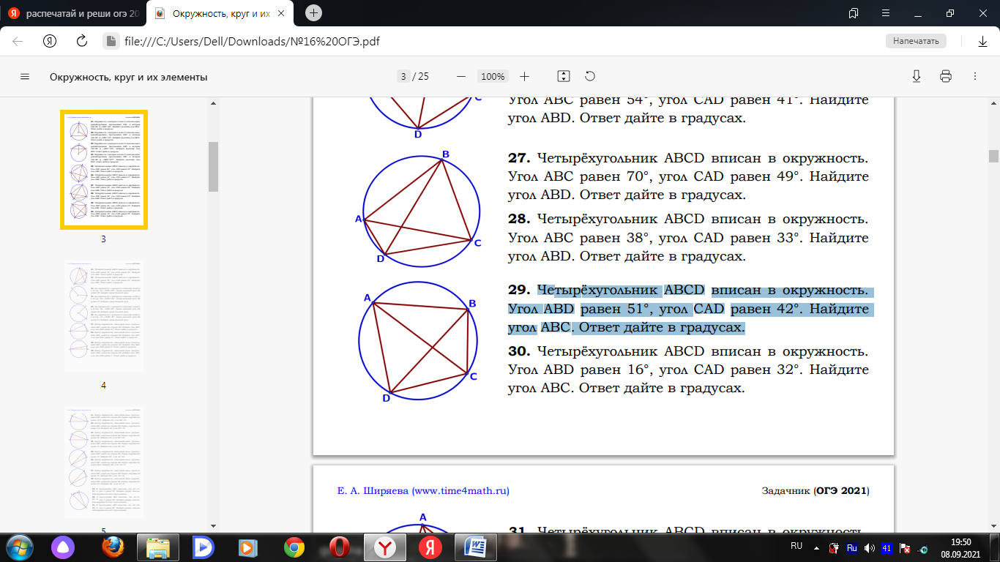 распечатай и реши огэ 20
Окружность, круг и их
file:///C:/Users/Dell/Downloads/№16%20ОГЭ.pdf
Напечатать
Окружность, круг и их элементы
3 / 25
100%
3
4
5
C
D
Угол ABC равен 54°, угол CAD равен 41°. Найдите
угол ABD. Ответ дайте в градусах.
B
A
C
D
27. Четырёхугольник ABCD вписан в окружность.
Угол ABC равен 70°, угол CAD равен 49°. Найдите
угол ABD. Ответ дайте в градусах.
28. Четырёхугольник ABCD вписан в окружность.
Угол ABC равен 38°, угол CAD равен 33°. Найдите
угол ABD. Ответ дайте в градусах.
A
B
C
D
29. Четырёхугольник ABCD вписан в окружность.
Угол ABD равен 51°, угол CAD равен 42°. Найдите
угол ABC. Ответ дайте в градусах.
30. Четырёхугольник ABCD вписан в окружность.
Угол ABD равен 16°, угол CAD равен 32°. Найдите
угол ABC. Ответ дайте в градусах.
Е. А. Ширяева (www.time4math.ru)
Задачник (ОГЭ 2021)
A
31. Четырёхугольник ABCD вписан в окружность.
RU
Ru
41
19:50
08.09.2021